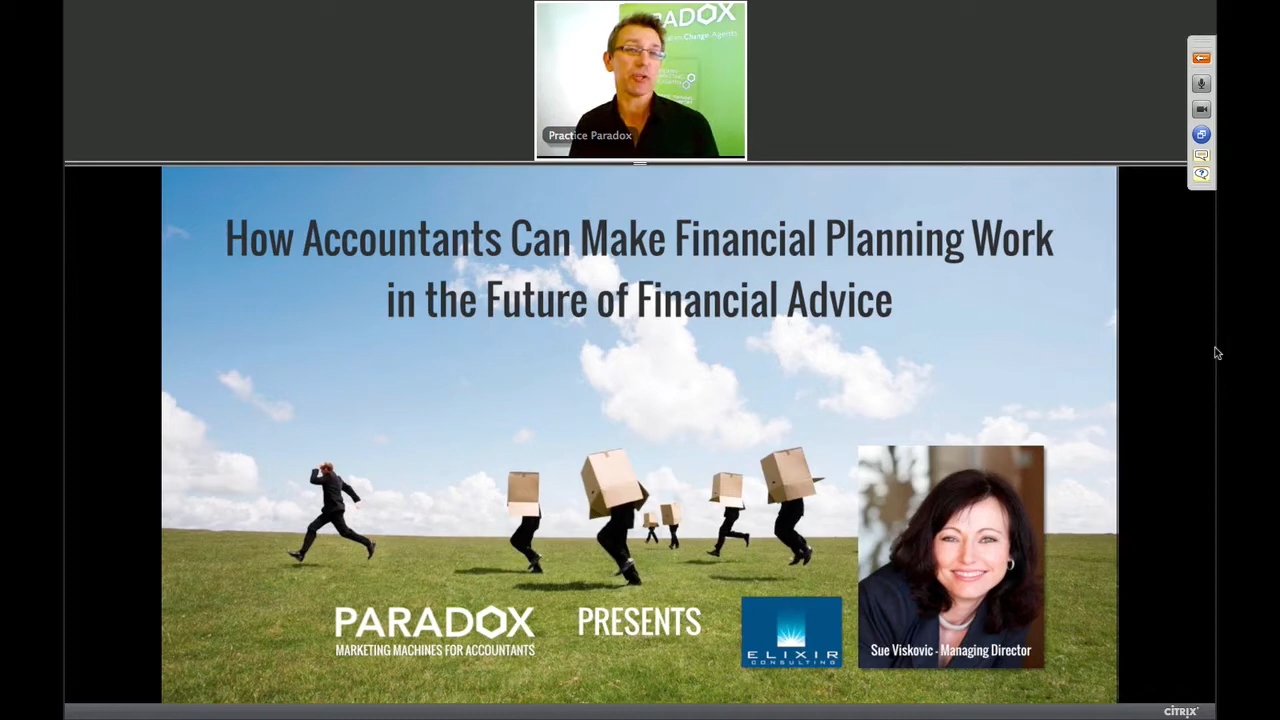 PARADOX
Change Agents
Practice Paradox
How Accountants Can Make Financial Planning Work
in the Future of Financial Advice
PARADOX
MARKETING MACHINES FOR ACCOUNTANTS
PRESENTS
ELIXIR
CONSULTING
Sue Viskovic - Managing Director
CITRIX